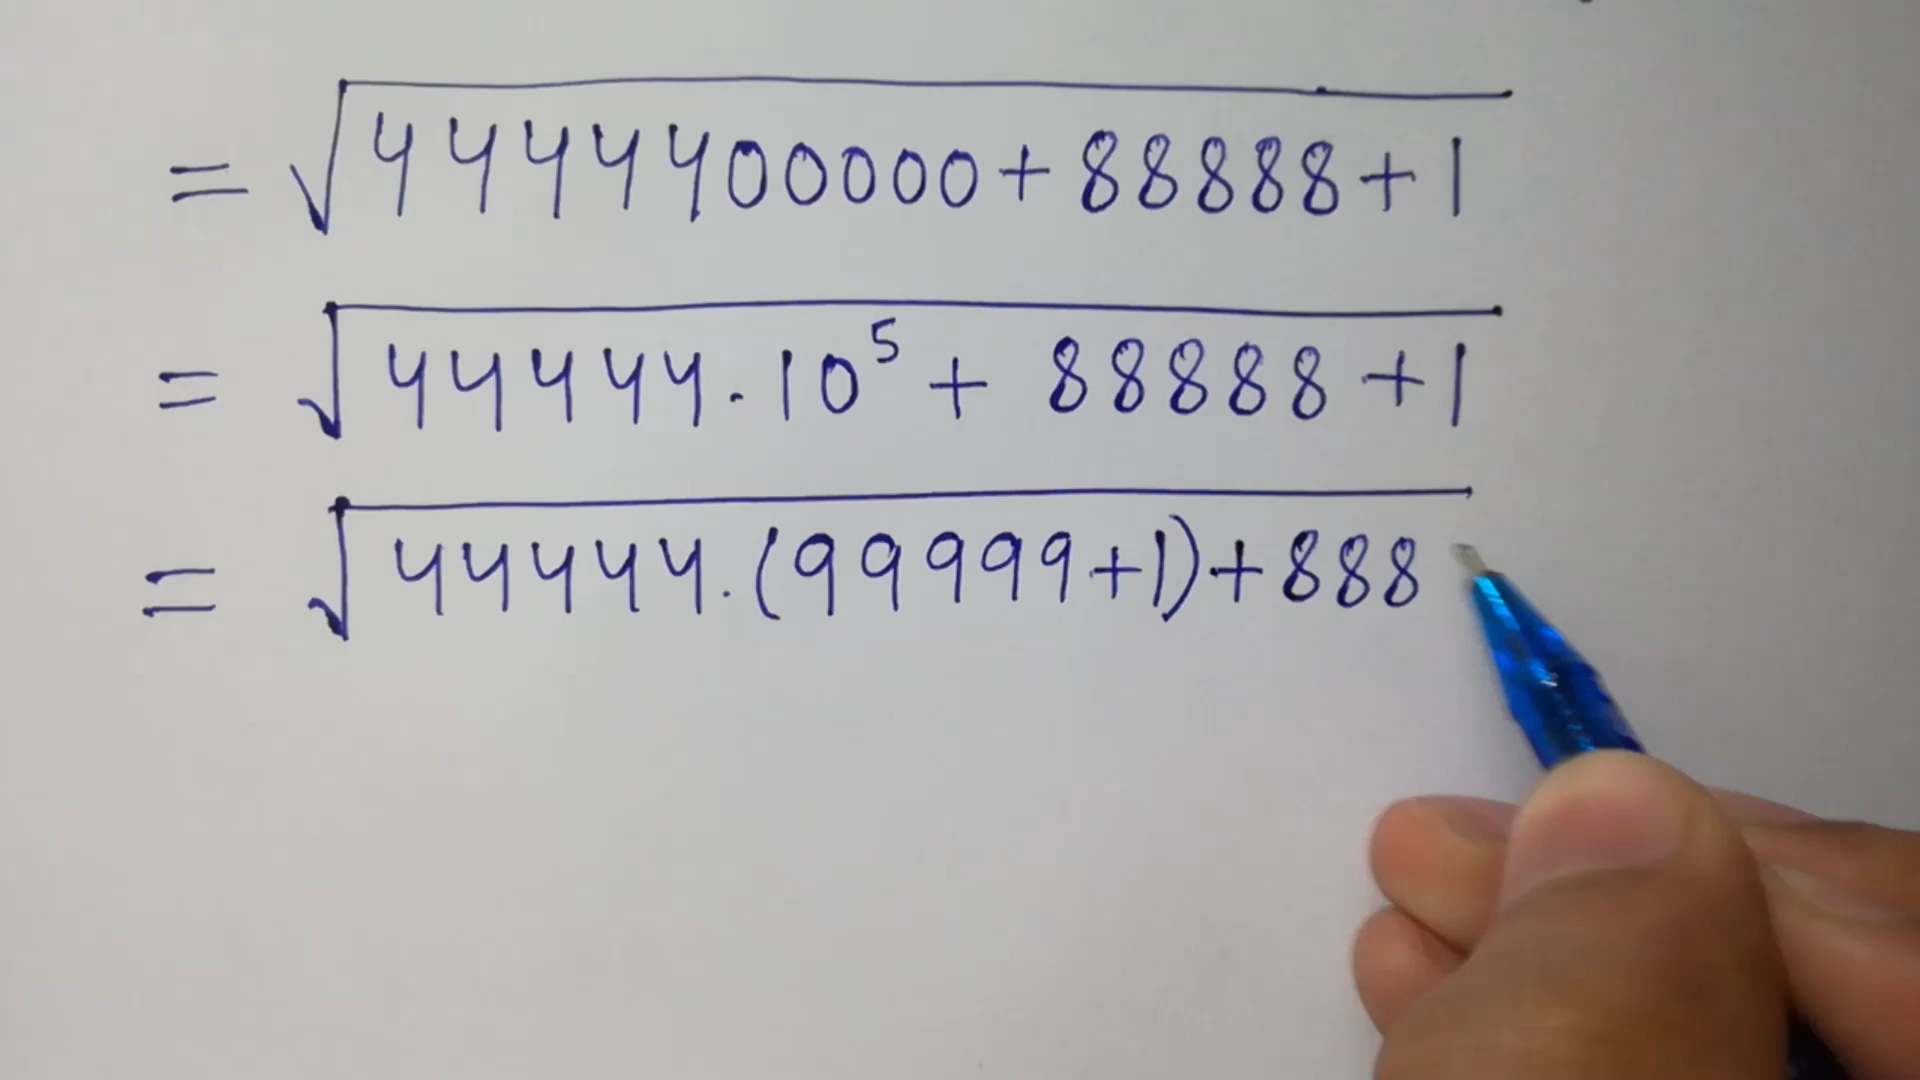 = √4444400000 + 88888 + 1
= √44444.10⁵ + 88888 + 1
= √44444.(99999+1)+888